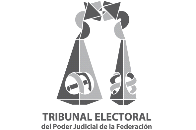 TRIBUNAL ELECTORAL
del Poder Judicial de la Federación